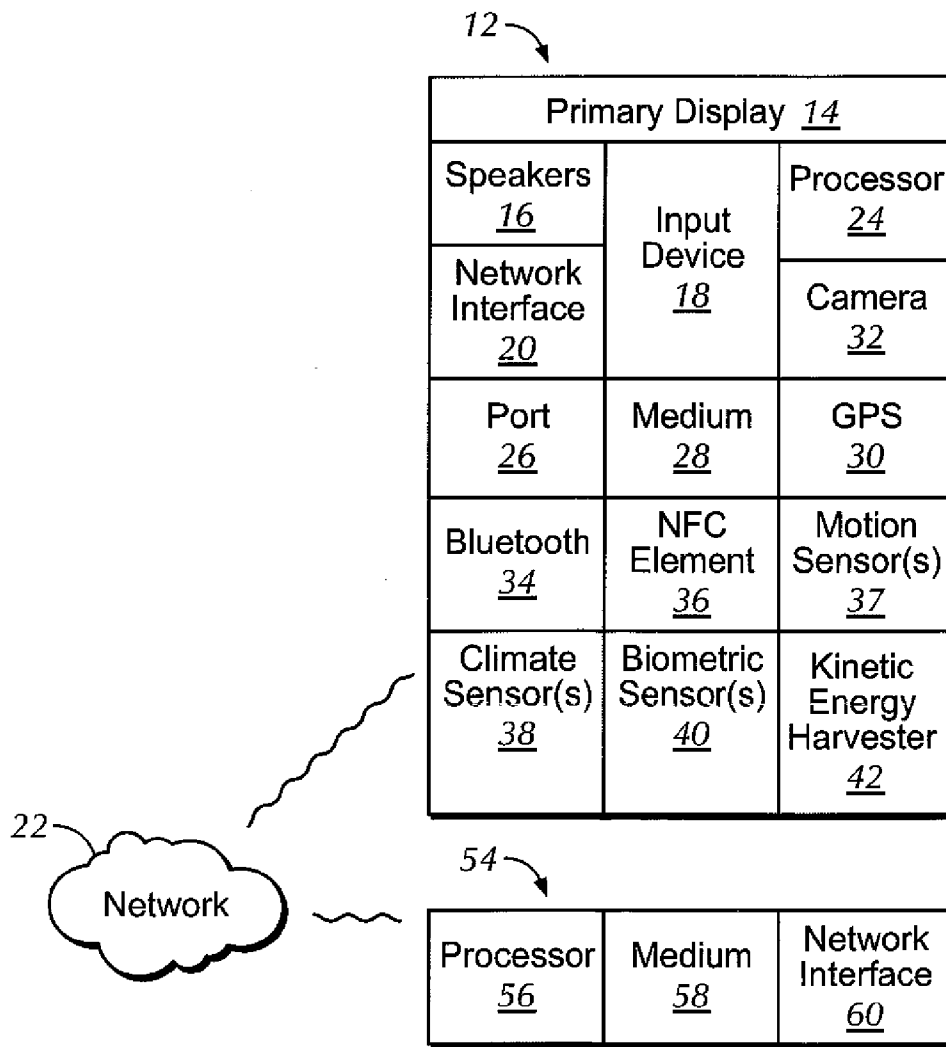 12
Primary Display 14
Speakers
16
Input
Device
18
Processor
24
Network
Interface
20
Camera
32
Port
26
Medium
28
GPS
30
Bluetooth
34
NFC
Element
36
Motion
Sensor(s)
37
Climate
Sensor(s)
38
Biometric
Sensor(s)
40
Kinetic
Energy
Harvester
42
22
Network
54
Processor
56
Medium
58
Network
Interface
60